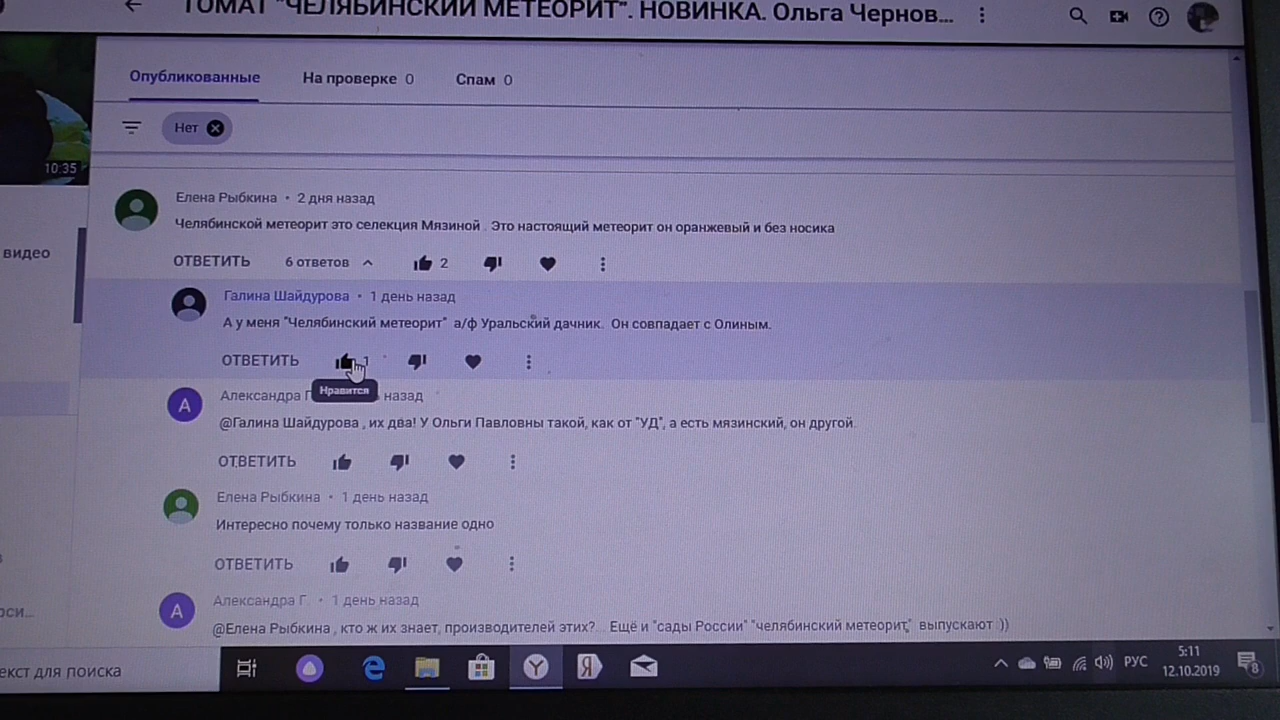 ТОМАТ "ЧЕЛЯБИНСКИЙ МЕТЕОРИТ". НОВИНКА. Ольга Чернов...
Опубликованные На проверке 0 Спам 0
Нет
10:35
Елена Рыбкина • 2 дня назад
Челябинской метеорит это селекция Мязиной . Это настоящий метеорит он оранжевый и без носика
видео
ОТВЕТИТЬ 6 ответов 2
Галина Шайдурова • 1 день назад
А у меня "Челябинский метеорит" а/ф Уральский дачник. Он совпадает с Олиным.
ОТВЕТИТЬ 1
Нравится
Александра назад
@Галина Шайдурова , их два! У Ольги Павловны такой, как от "УД", а есть мязинский, он другой.
ОТВЕТИТЬ
Елена Рыбкина • 1 день назад
Интересно почему только название одно
ОТВЕТИТЬ
Александра Г. • 1 день назад
@Елена Рыбкина , кто ж их знает, производителей этих?... Ещё и "сады России" "челябинский метеорит" выпускают :))
екст для поиска
РУС
5:11
12.10.2019
8